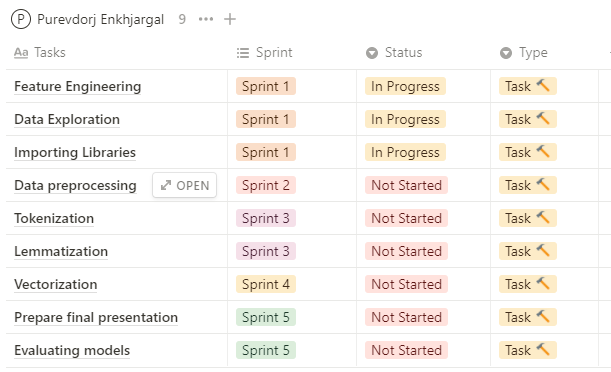 P Purevdorj Enkhjargal 9 ••• +
Aa Tasks Sprint Status Type
Feature Engineering Sprint 1 In Progress Task 🔨
Data Exploration Sprint 1 In Progress Task 🔨
Importing Libraries Sprint 1 In Progress Task 🔨
Data preprocessing OPEN Sprint 2 Not Started Task 🔨
Tokenization Sprint 3 Not Started Task 🔨
Lemmatization Sprint 3 Not Started Task 🔨
Vectorization Sprint 4 Not Started Task 🔨
Prepare final presentation Sprint 5 Not Started Task 🔨
Evaluating models Sprint 5 Not Started Task 🔨